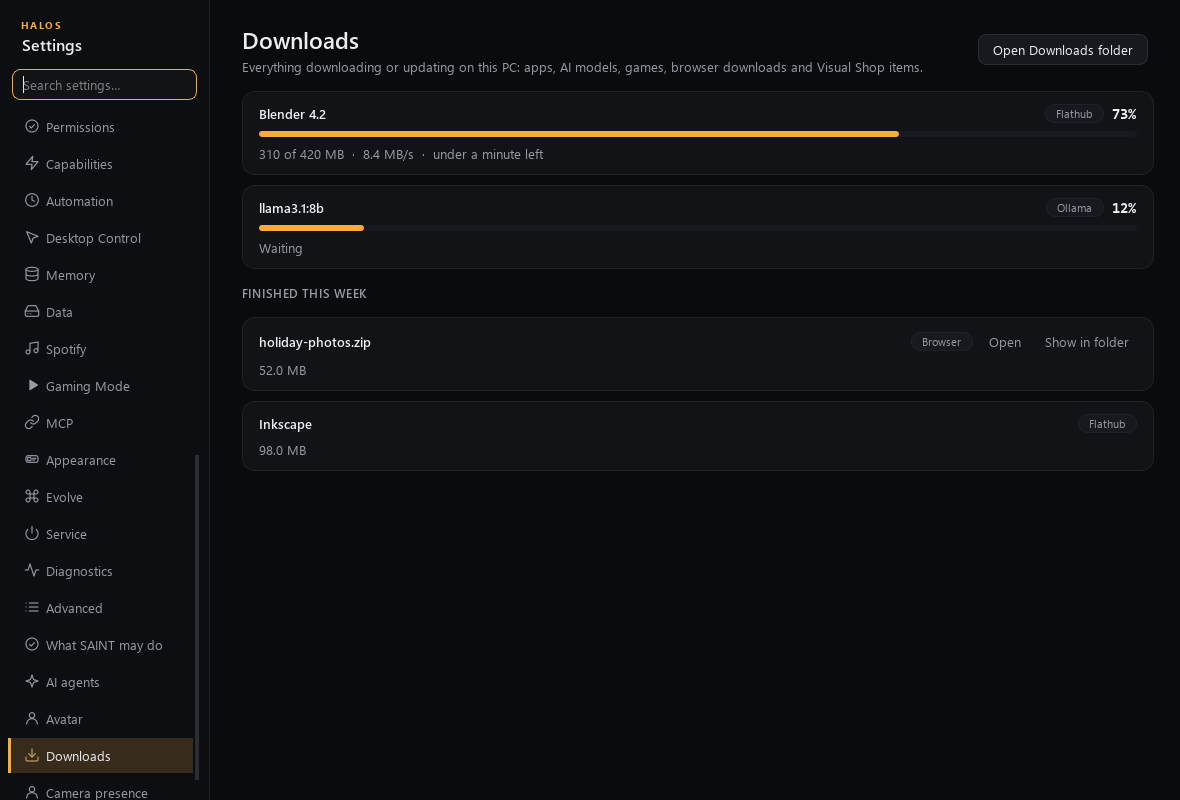 HALOS
Settings
Search settings...
Permissions
Capabilities
Automation
Desktop Control
Memory
Data
Spotify
Gaming Mode
MCP
Appearance
Evolve
Service
Diagnostics
Advanced
What SAINT may do
AI agents
Avatar
Downloads
Camera presence
Downloads
Open Downloads folder
Everything downloading or updating on this PC: apps, AI models, games, browser downloads and Visual Shop items.
Blender 4.2 Flathub 73%
310 of 420 MB · 8.4 MB/s · under a minute left
llama3.1:8b Ollama 12%
Waiting
FINISHED THIS WEEK
holiday-photos.zip Browser Open Show in folder
52.0 MB
Inkscape Flathub
98.0 MB